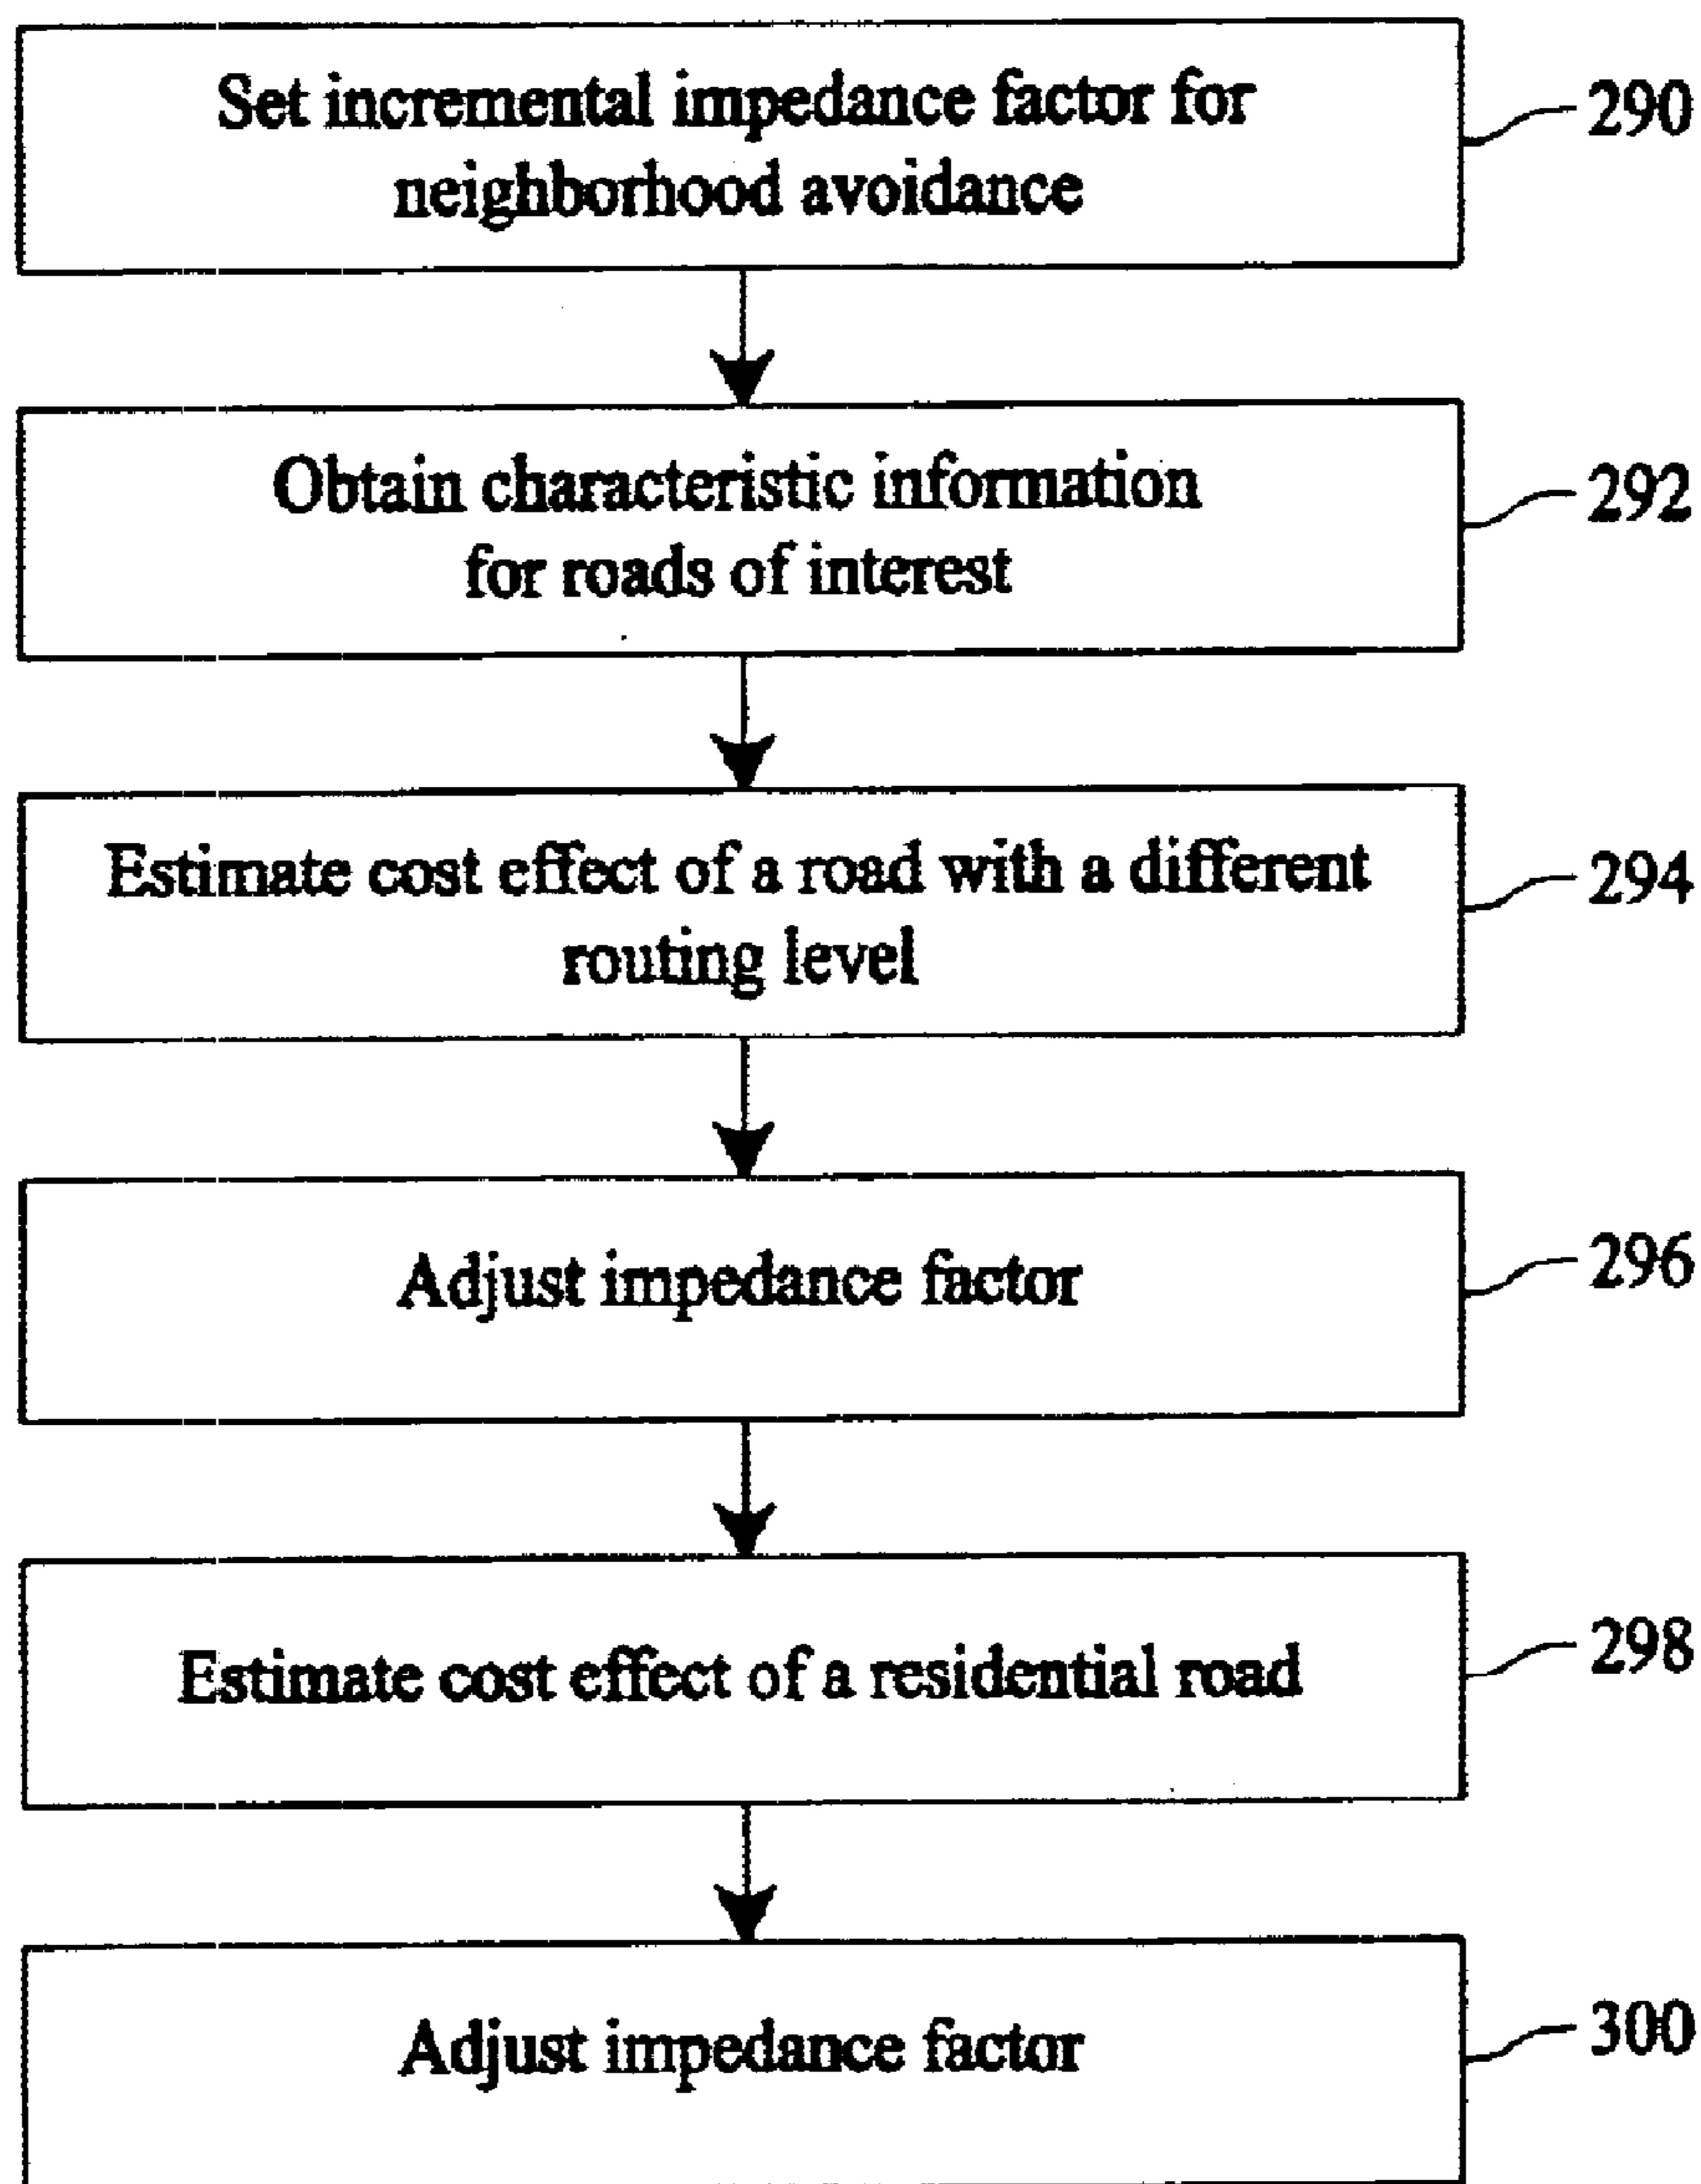 Set incremental impedance factor for
neighborhood avoidance
290
Obtain characteristic information
for roads of interest
292
Estimate cost effect of a road with a different
routing level
294
Adjust impedance factor
296
Estimate cost effect of a residential road
298
Adjust impedance factor
300